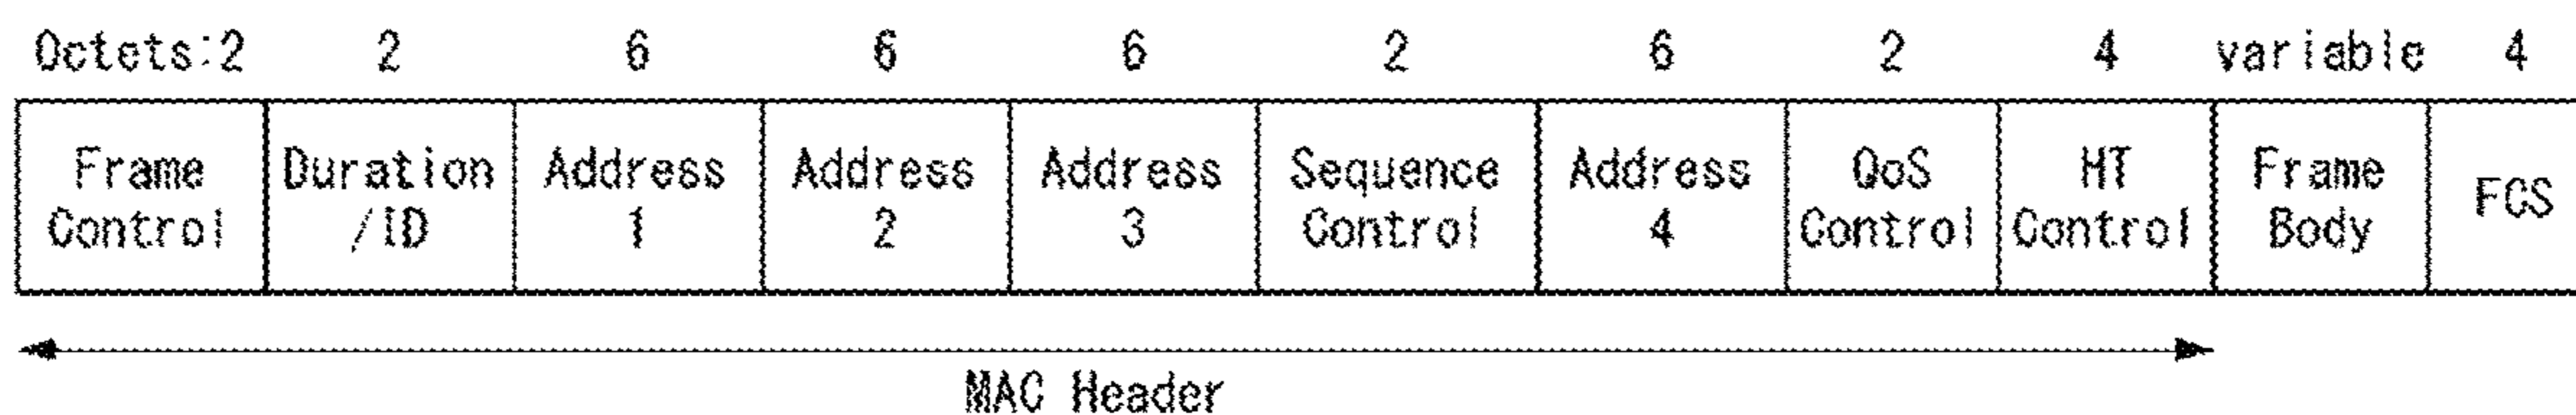 Octets:2 2 6 6 6 2 6 2 4 variable 4
Frame Control Duration /ID Address 1 Address 2 Address 3 Sequence Control Address 4 QoS Control HT Control Frame Body FCS
MAC Header